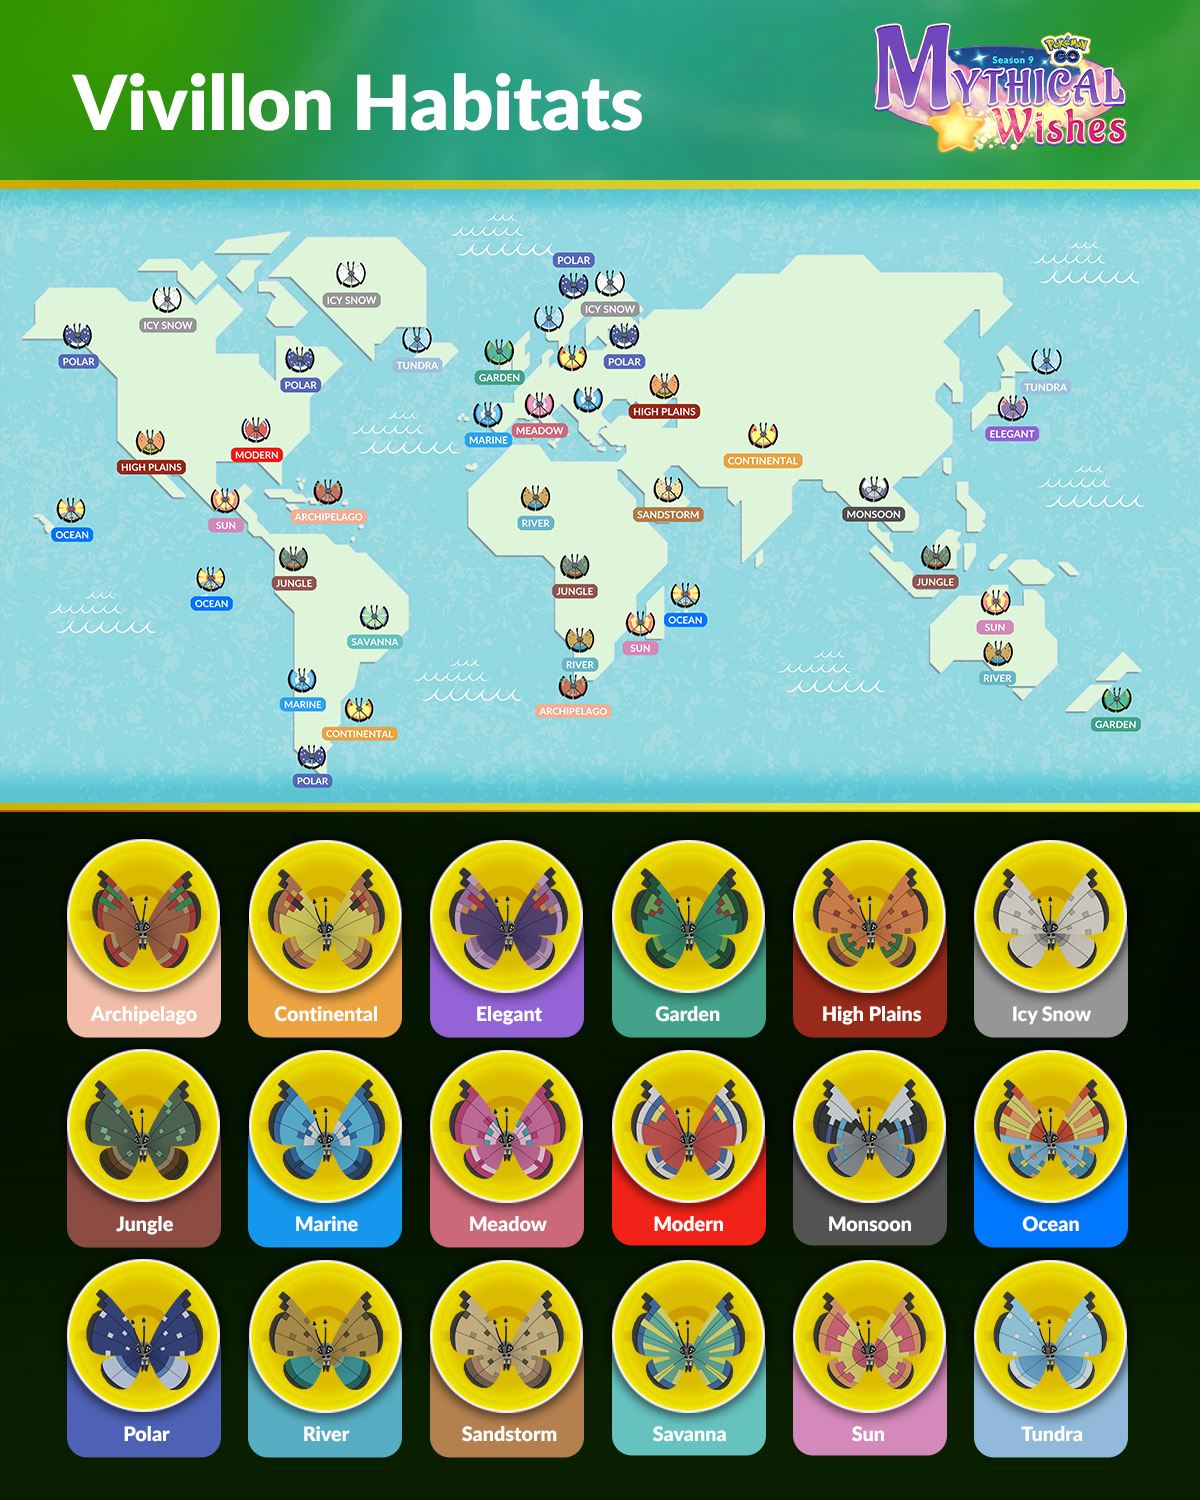 Vivillon Habitats
Pokémon
GO
Season 9
MYTHICAL
Wishes
POLAR
ICY SNOW
ICY SNOW
ICY SNOW
POLAR
TUNDRA
POLAR
POLAR
GARDEN
TUNDRA
HIGH PLAINS
MEADOW
MARINE
ELEGANT
MODERN
CONTINENTAL
HIGH PLAINS
SANDSTORM
MONSOON
ARCHIPELAGO
SUN
RIVER
OCEAN
JUNGLE
JUNGLE
JUNGLE
OCEAN
OCEAN
SUN
SAVANNA
SUN
RIVER
RIVER
MARINE
ARCHIPELAGO
GARDEN
CONTINENTAL
POLAR
Archipelago
Continental
Elegant
Garden
High Plains
Icy Snow
Jungle
Marine
Meadow
Modern
Monsoon
Ocean
Polar
River
Sandstorm
Savanna
Sun
Tundra